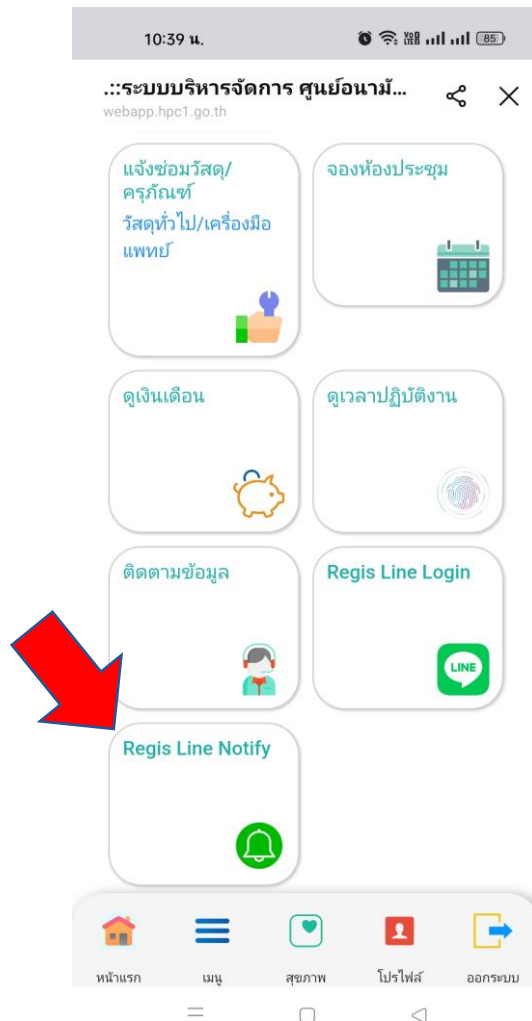 10:39 น.
85
.::ระบบบริหารจัดการ ศูนย์อนามั...
webapp.hpc1.go.th
แจ้งซ่อมวัสดุ/
ครุภัณฑ์
วัสดุทั่วไป/เครื่องมือ
แพทย์
จองห้องประชุม
ดูเงินเดือน
ดูเวลาปฏิบัติงาน
ติดตามข้อมูล
Regis Line Login
LINE
Regis Line Notify
หน้าแรก
เมนู
สุขภาพ
โปรไฟล์
ออกระบบ